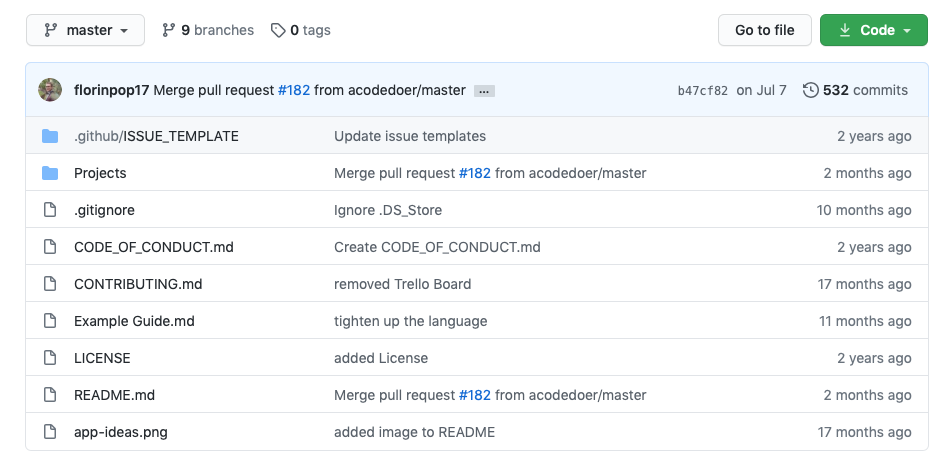 master 9 branches 0 tags Go to file Code
florinpop17 Merge pull request #182 from acodedoer/master ... b47cf82 on Jul 7 532 commits
.github/ISSUE_TEMPLATE Update issue templates 2 years ago
Projects Merge pull request #182 from acodedoer/master 2 months ago
.gitignore Ignore .DS_Store 10 months ago
CODE_OF_CONDUCT.md Create CODE_OF_CONDUCT.md 2 years ago
CONTRIBUTING.md removed Trello Board 17 months ago
Example Guide.md tighten up the language 11 months ago
LICENSE added License 2 years ago
README.md Merge pull request #182 from acodedoer/master 2 months ago
app-ideas.png added image to README 17 months ago